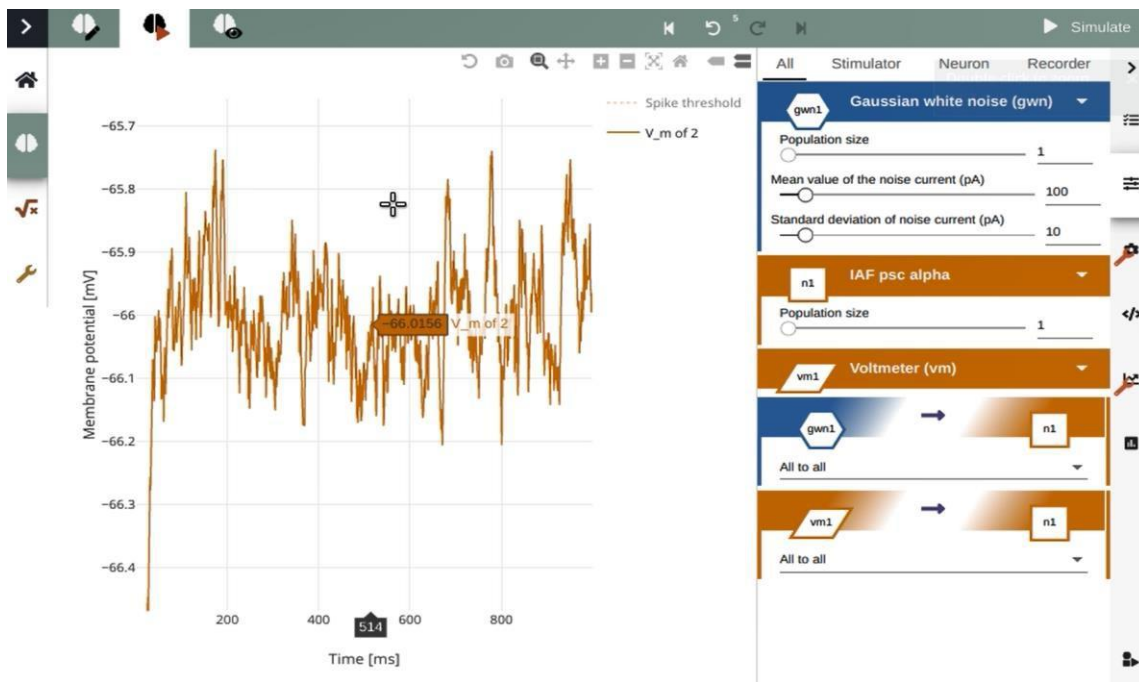 5
Simulate
All Stimulator Neuron Recorder
gwn1 Gaussian white noise (gwn)
Population size
1
Mean value of the noise current (pA)
100
Standard deviation of noise current (pA)
10
n1 IAF psc alpha
Population size
1
vm1 Voltmeter (vm)
gwn1 n1
All to all
vm1 n1
All to all
Spike threshold
V_m of 2
−65.7
−65.8
−65.9
−66
−66.1
−66.2
−66.3
−66.4
Membrane potential [mV]
−66.0156 V_m of 2
200 400 514 600 800
Time [ms]